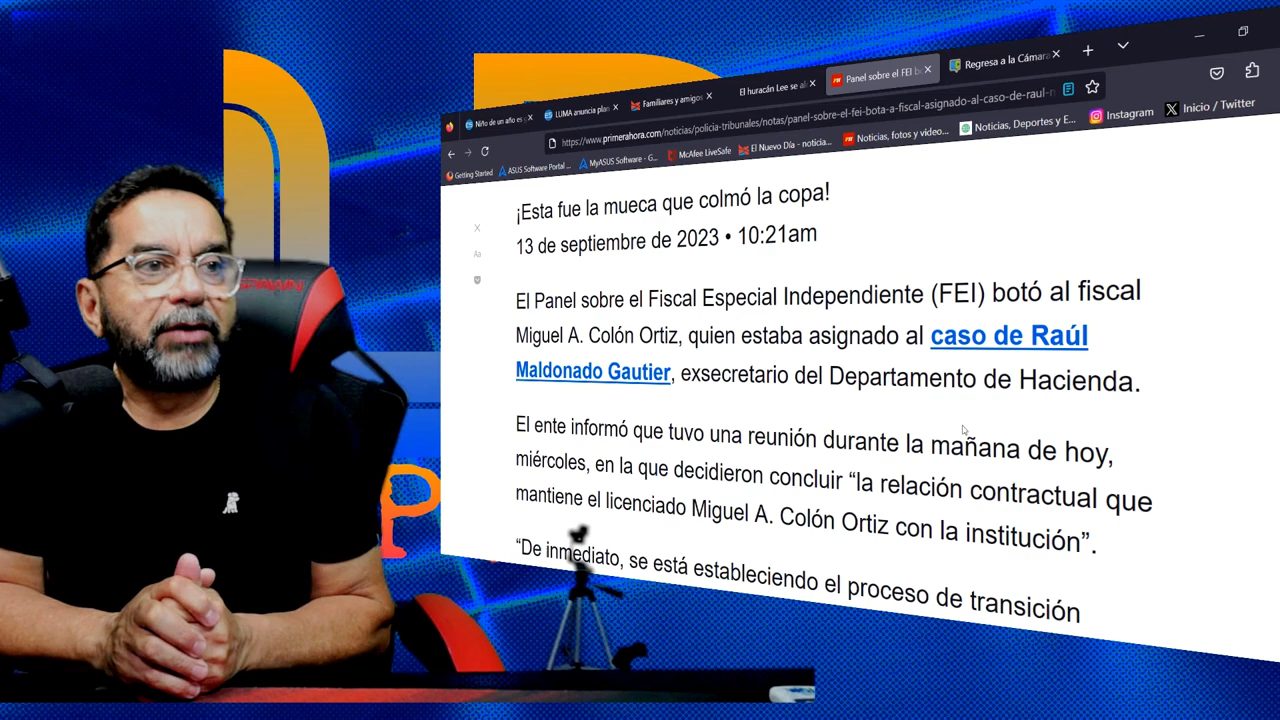 Niño de un año es
LUMA anuncia plan
Familiares y amigos
El huracán Lee se al
Panel sobre el FEI bo
Regresa a la Cámara
https://www.primerahora.com/noticias/policia-tribunales/notas/panel-sobre-el-fei-bota-a-fiscal-asignado-al-caso-de-raul-n
Getting Started
ASUS Software Portal ...
MyASUS Software - G...
McAfee LiveSafe
El Nuevo Día - noticia...
Noticias, fotos y video...
Noticias, Deportes y E...
Instagram
Inicio / Twitter
¡Esta fue la mueca que colmó la copa!
13 de septiembre de 2023 • 10:21am
Aa
El Panel sobre el Fiscal Especial Independiente (FEI) botó al fiscal
Miguel A. Colón Ortiz, quien estaba asignado al caso de Raúl
Maldonado Gautier, exsecretario del Departamento de Hacienda.
El ente informó que tuvo una reunión durante la mañana de hoy,
miércoles, en la que decidieron concluir “la relación contractual que
mantiene el licenciado Miguel A. Colón Ortiz con la institución”.
“De inmediato, se está estableciendo el proceso de transición
P